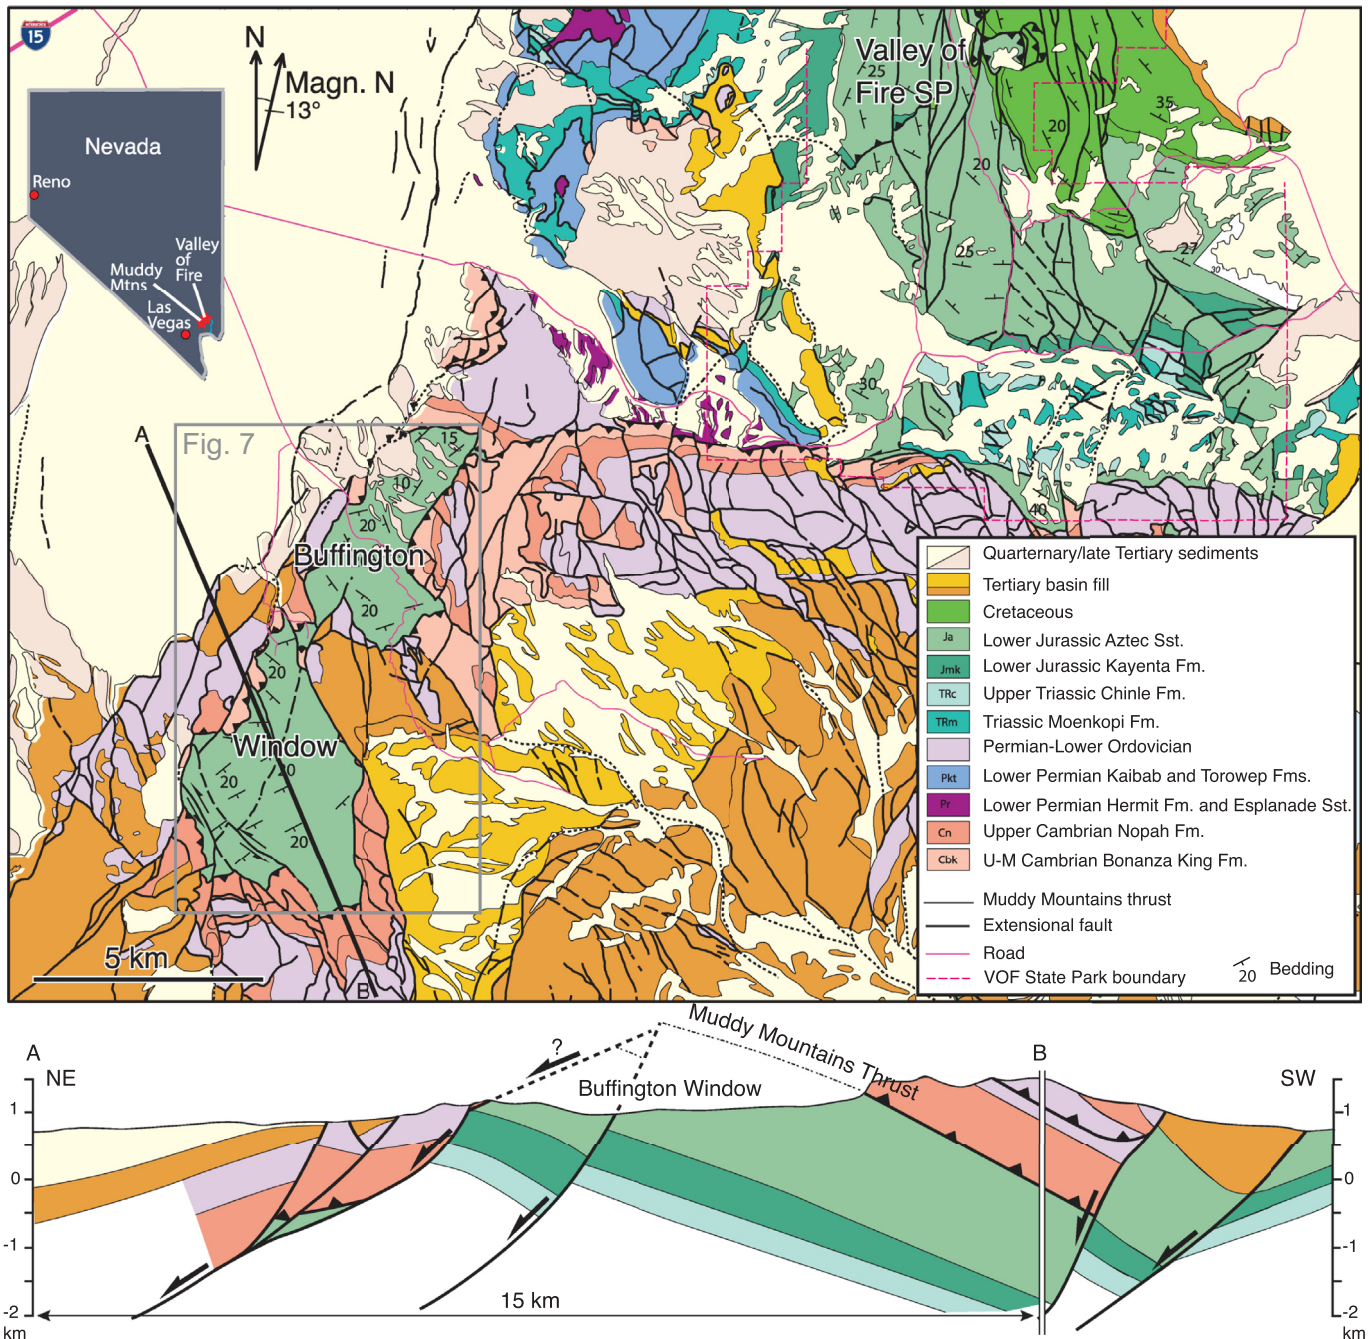 INTERSTATE
15
N
Magn. N
13°
Nevada
Reno
Valley
of
Fire
Muddy
Mtns
Las
Vegas
Valley of
Fire SP
25
35
20
20
25
27
30
30
40
A
Fig. 7
15
10
20
Buffington
20
20
Window
20
20
20
5 km
B
Quarternary/late Tertiary sediments
Tertiary basin fill
Cretaceous
Ja Lower Jurassic Aztec Sst.
Jmk Lower Jurassic Kayenta Fm.
TRc Upper Triassic Chinle Fm.
TRm Triassic Moenkopi Fm.
Permian-Lower Ordovician
Pkt Lower Permian Kaibab and Torowep Fms.
Pr Lower Permian Hermit Fm. and Esplanade Sst.
Cn Upper Cambrian Nopah Fm.
Cbk U-M Cambrian Bonanza King Fm.
Muddy Mountains thrust
Extensional fault
Road
VOF State Park boundary
20 Bedding
A
NE
?
Muddy Mountains Thrust
Buffington Window
B
SW
1
0
-1
-2
km
1
0
-1
-2
km
15 km